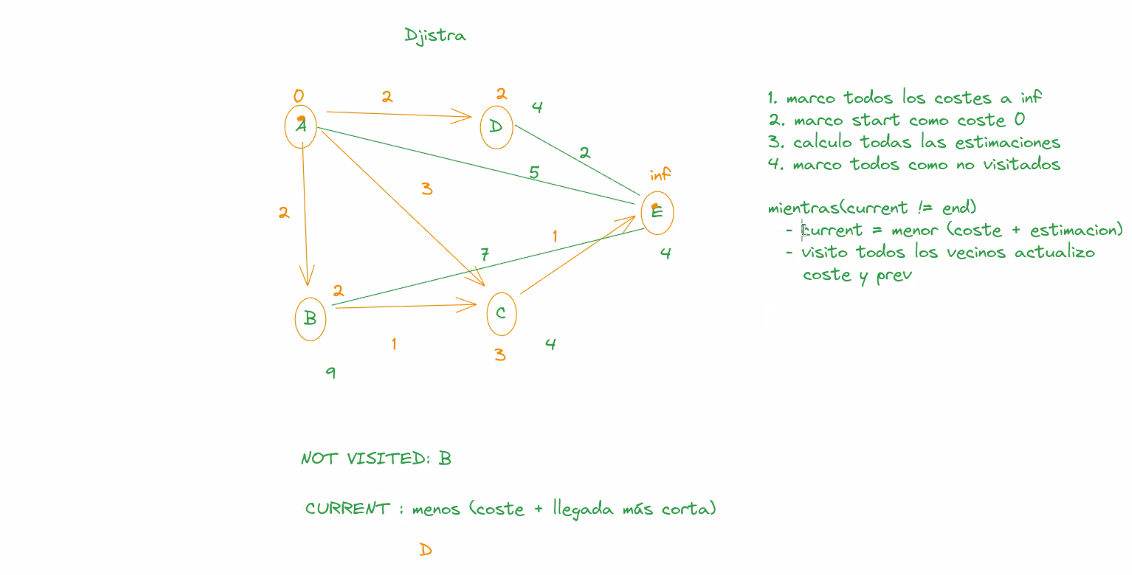 Djistra
0
2
2
4
A
D
2
5
inf
3
E
2
1
4
7
2
B
C
1
3
4
9
1. marco todos los costes a inf
2. marco start como coste 0
3. calculo todas las estimaciones
4. marco todos como no visitados
mientras(current != end)
- current = menor (coste + estimacion)
- visito todos los vecinos actualizo
coste y prev
NOT VISITED: B
CURRENT : menos (coste + llegada más corta)
D